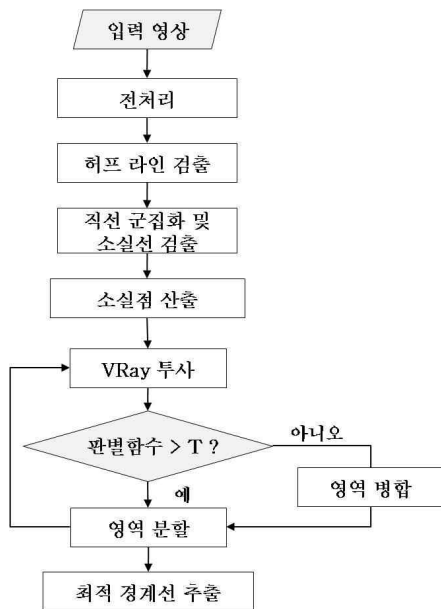 입력 영상
전처리
허프 라인 검출
직선 군집화 및
소실선 검출
소실점 산출
VRay 투사
판별함수 > T ?
아니오
예
영역 병합
영역 분할
최적 경계선 추출